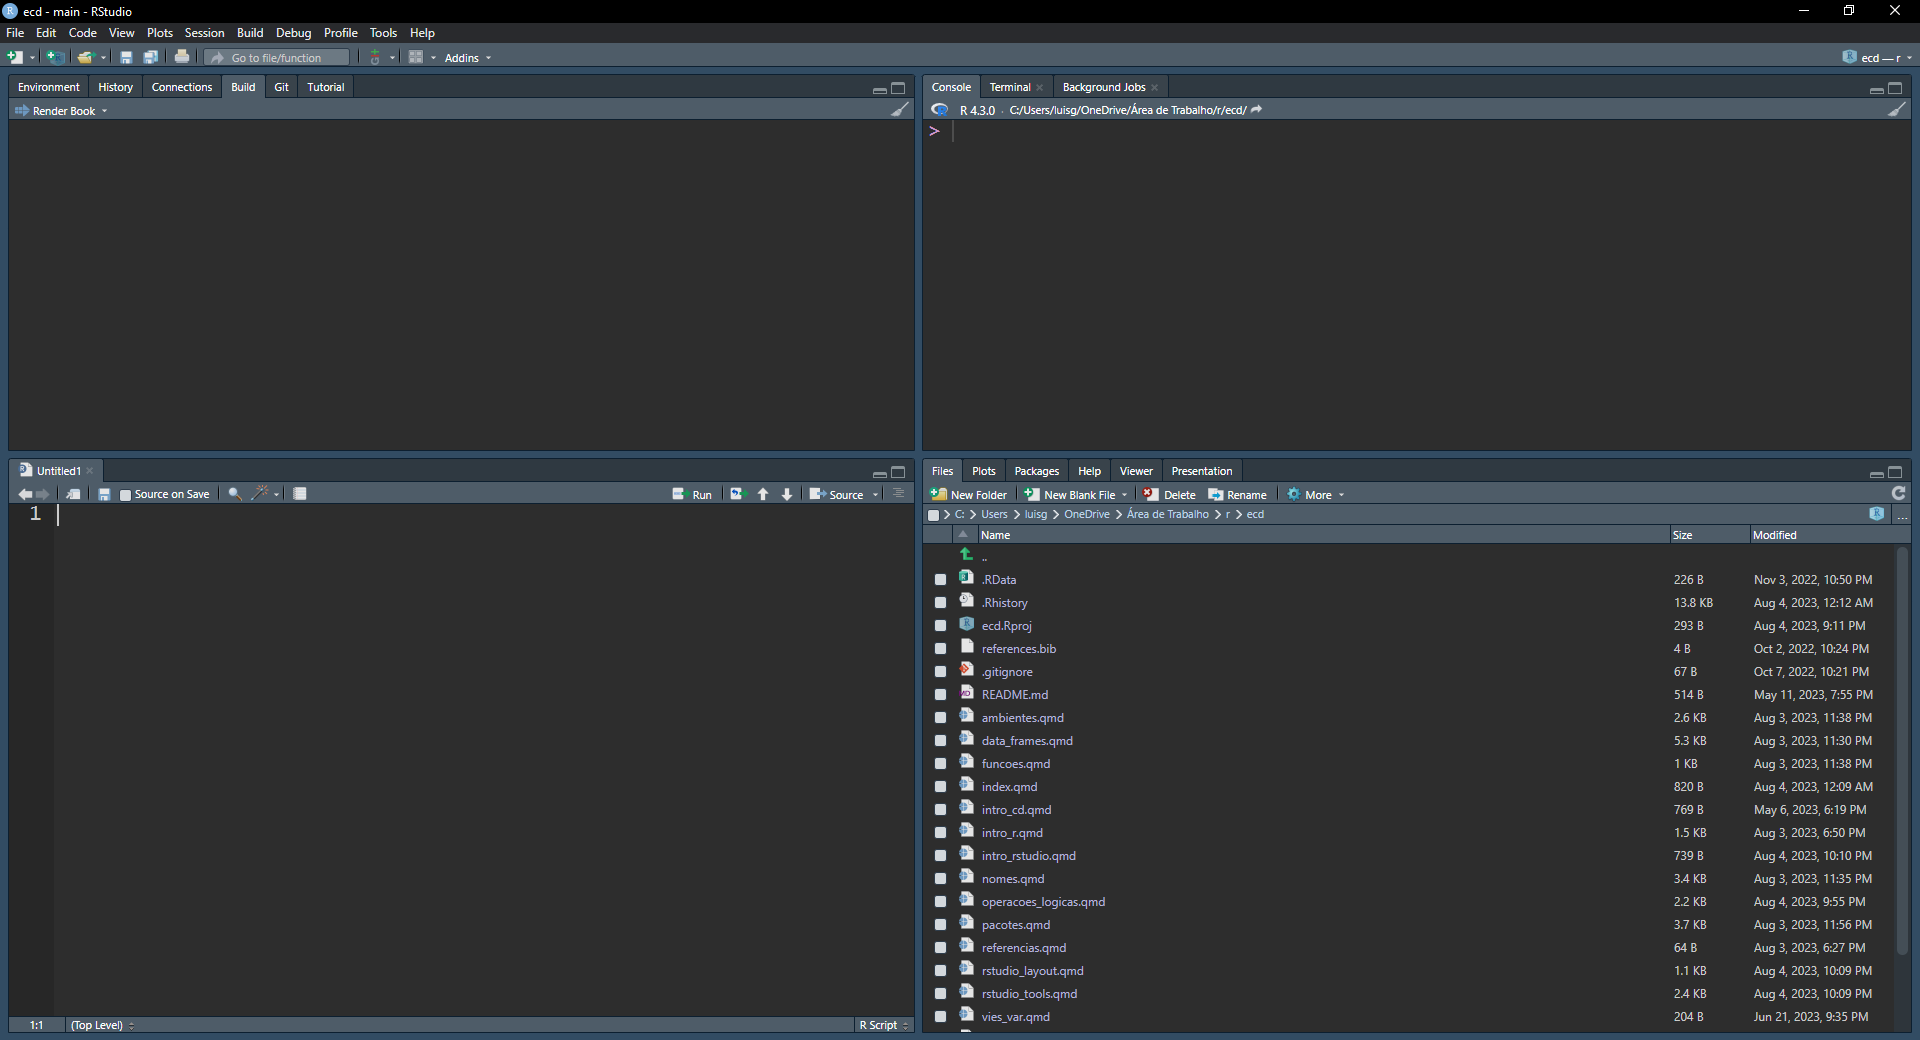 ecd - main - RStudio
File Edit Code View Plots Session Build Debug Profile Tools Help
Go to file/function Addins ecd — r
Environment History Connections Build Git Tutorial
Render Book
Console Terminal Background Jobs
R 4.3.0 · C:/Users/luisg/OneDrive/Área de Trabalho/r/ecd/
>
Untitled1
Source on Save Run Source
1
1:1 (Top Level) R Script
Files Plots Packages Help Viewer Presentation
New Folder New Blank File Delete Rename More
C: > Users > luisg > OneDrive > Área de Trabalho > r > ecd ...
Name Size Modified
..
.RData 226 B Nov 3, 2022, 10:50 PM
.Rhistory 13.8 KB Aug 4, 2023, 12:12 AM
ecd.Rproj 293 B Aug 4, 2023, 9:11 PM
references.bib 4 B Oct 2, 2022, 10:24 PM
.gitignore 67 B Oct 7, 2022, 10:21 PM
README.md 514 B May 11, 2023, 7:55 PM
ambientes.qmd 2.6 KB Aug 3, 2023, 11:38 PM
data_frames.qmd 5.3 KB Aug 3, 2023, 11:30 PM
funcoes.qmd 1 KB Aug 3, 2023, 11:38 PM
index.qmd 820 B Aug 4, 2023, 12:09 AM
intro_cd.qmd 769 B May 6, 2023, 6:19 PM
intro_r.qmd 1.5 KB Aug 3, 2023, 6:50 PM
intro_rstudio.qmd 739 B Aug 4, 2023, 10:10 PM
nomes.qmd 3.4 KB Aug 3, 2023, 11:35 PM
operacoes_logicas.qmd 2.2 KB Aug 4, 2023, 9:55 PM
pacotes.qmd 3.7 KB Aug 3, 2023, 11:56 PM
referencias.qmd 64 B Aug 3, 2023, 6:27 PM
rstudio_layout.qmd 1.1 KB Aug 4, 2023, 10:09 PM
rstudio_tools.qmd 2.4 KB Aug 4, 2023, 10:09 PM
vies_var.qmd 204 B Jun 21, 2023, 9:35 PM